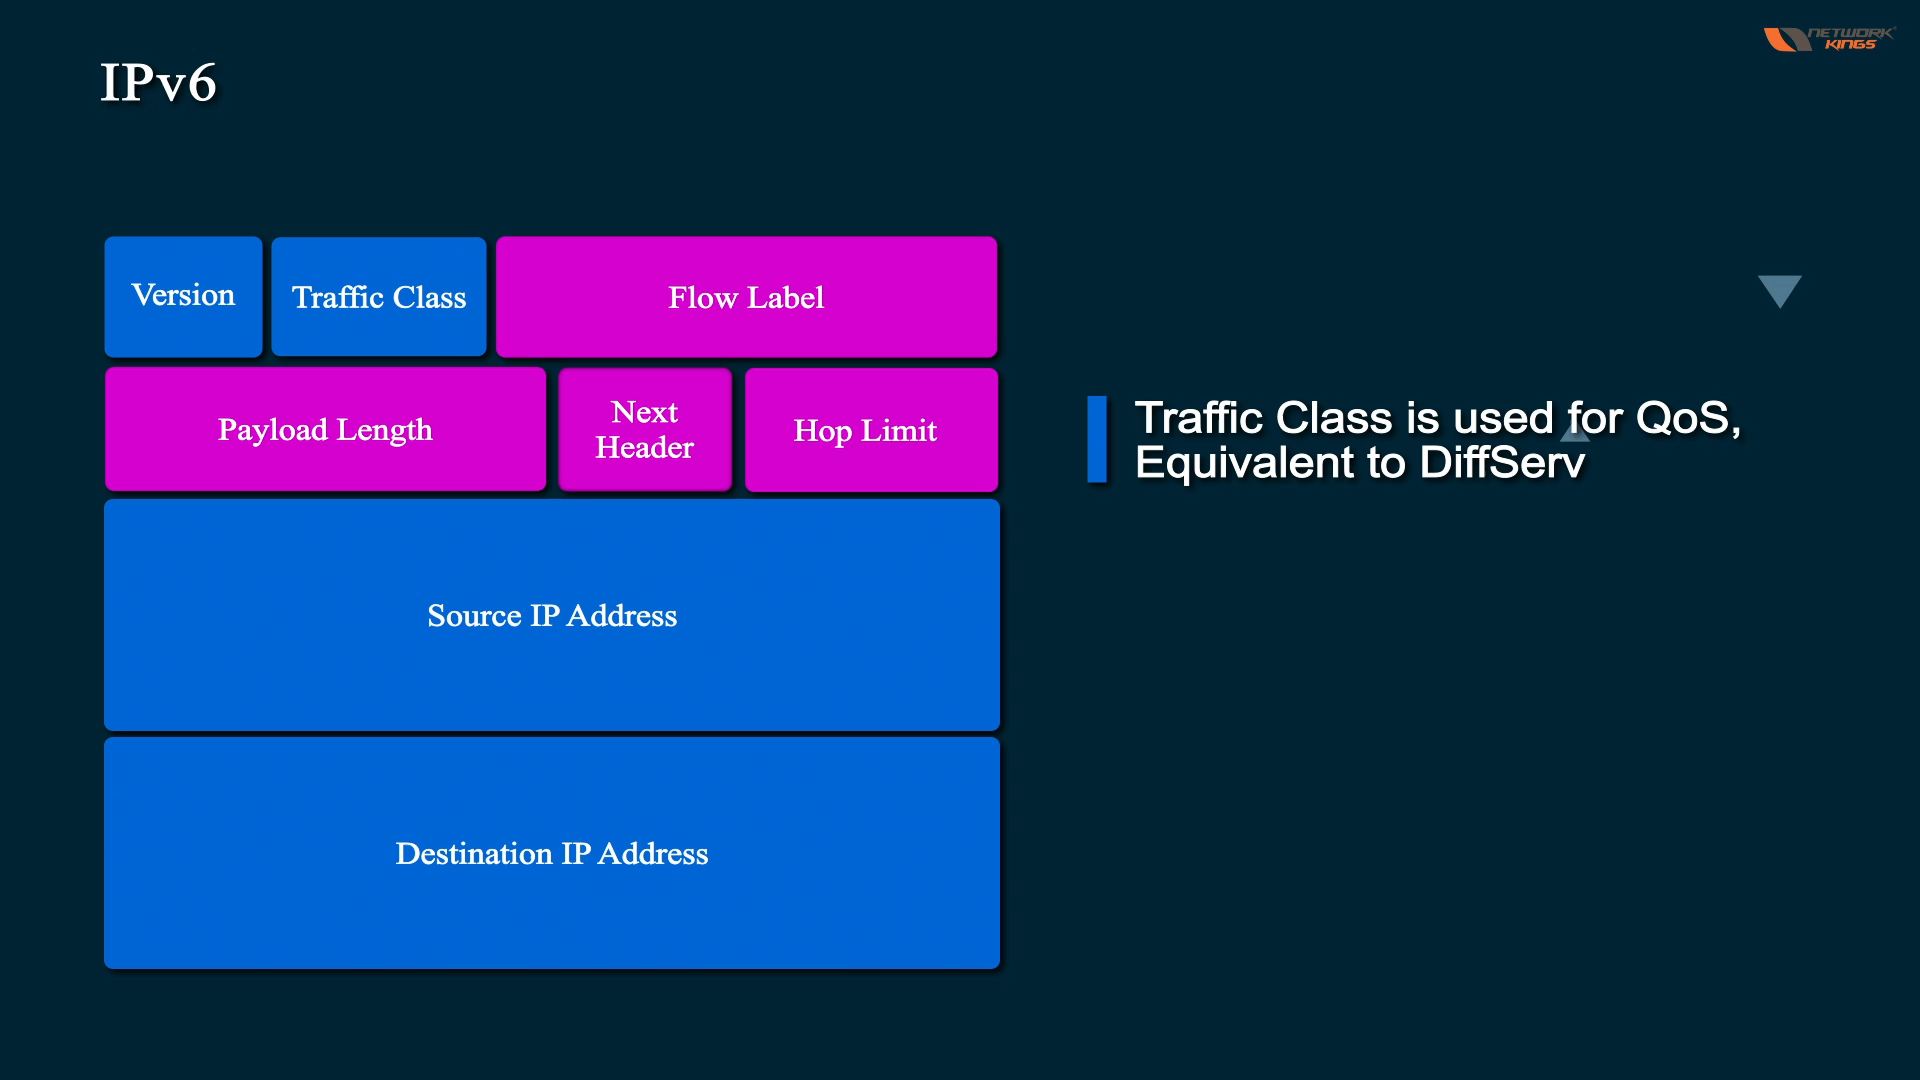 NETWORK
KINGS
IPv6
Version
Traffic Class
Flow Label
Payload Length
Next
Header
Hop Limit
Traffic Class is used for QoS,
Equivalent to DiffServ
Source IP Address
Destination IP Address